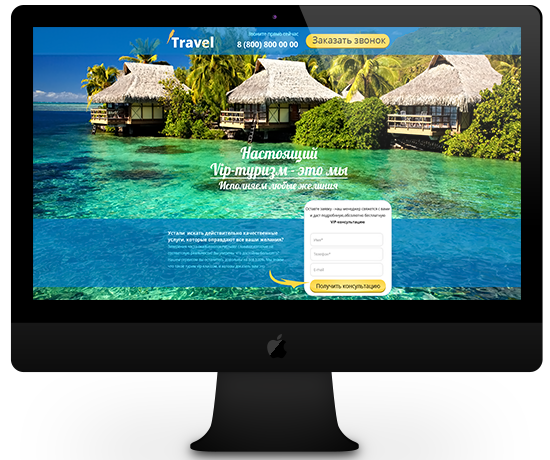 Travel
Звоните прямо сейчас
8 (800) 800 00 00
Заказать звонок
Настоящий
Vip-туризм - это мы
Исполняем любые желания
Устали искать действительно качественные
услуги, которые оправдают все ваши желания?
Оставьте заявку - наш менеджер свяжется с вами
и даст подробную, абсолютно бесплатную
VIP-консультацию
Имя*
Телефон*
E-mail
Получить консультацию